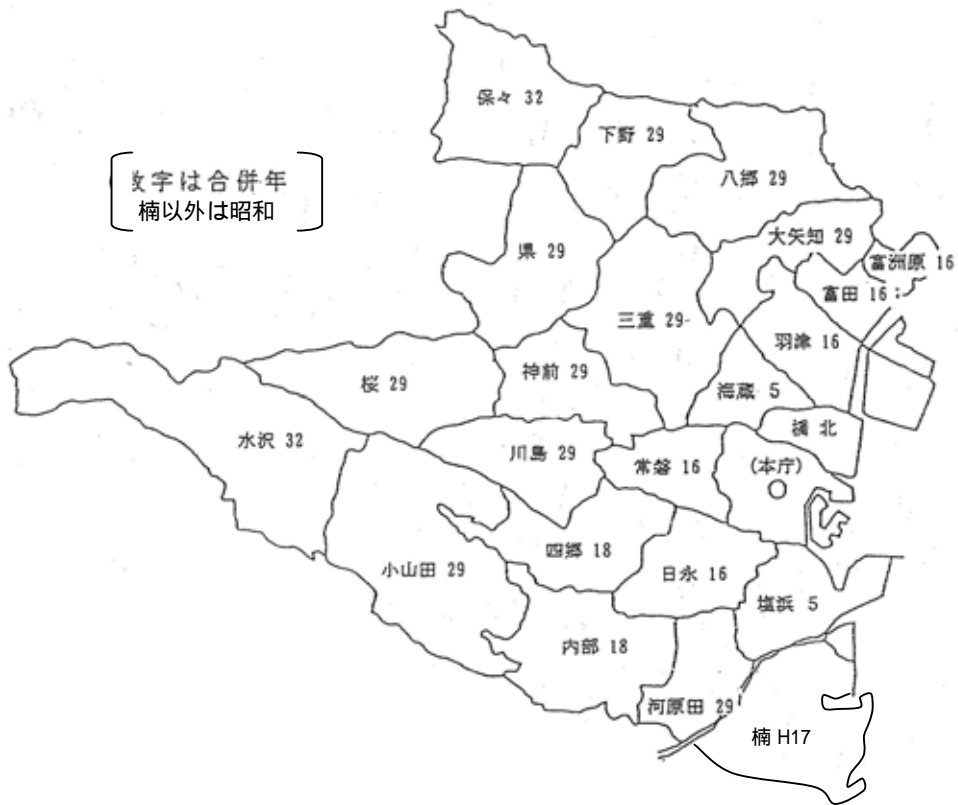 保々 32
下野 29
八郷 29
数字は合併年
楠以外は昭和
大矢知 29
県 29
富洲原 16
富田 16
三重 29
羽津 16
桜 29
神前 29
海蔵 5
橋北
水沢 32
川島 29
常磐 16
(本庁)
四郷 18
小山田 29
日永 16
塩浜 5
内部 18
河原田 29
楠 H17